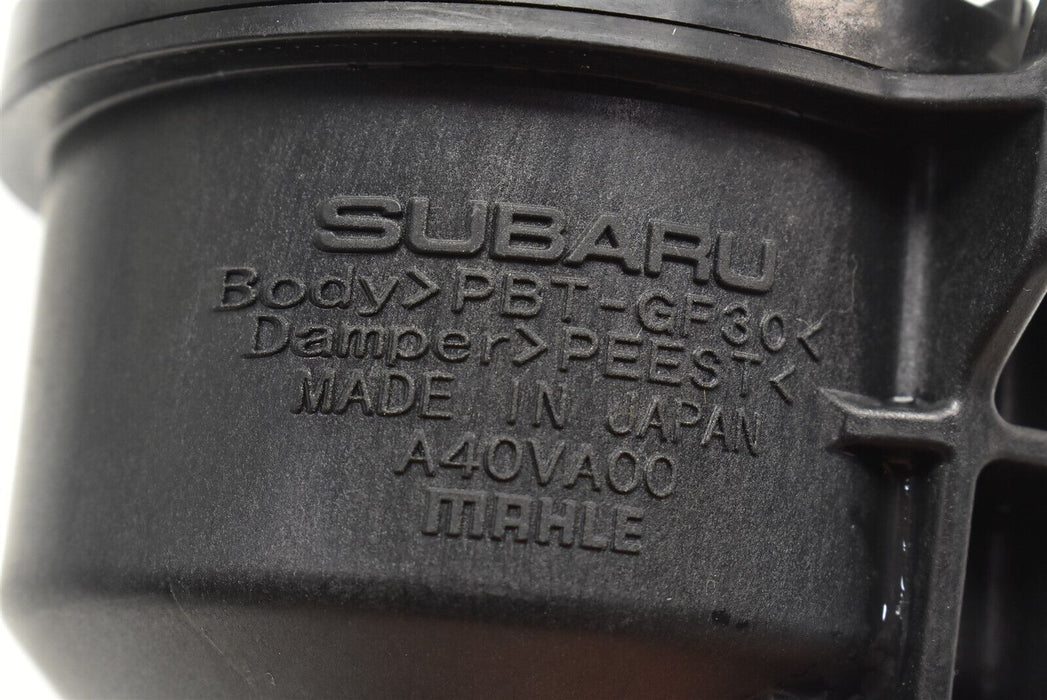 SUBARU
Body>PBT-GF30<
Damper>PEEST<
MADE IN JAPAN
A40VA00
MAHLE